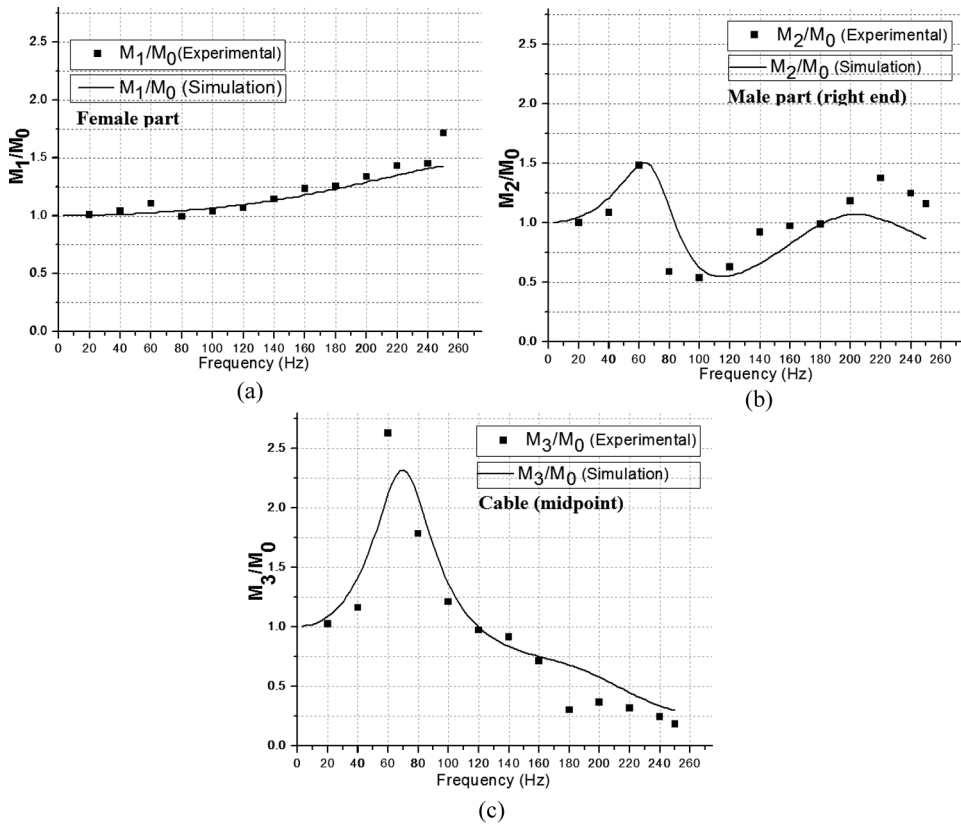 M1/M0(Experimental)
M1/M0 (Simulation)
Female part
M1/M0
2.5
2.0
1.5
1.0
0.5
0.0
0 20 40 60 80 100 120 140 160 180 200 220 240 260
Frequency (Hz)
(a)
M2/M0 (Experimental)
M2/M0 (Simulation)
Male part (right end)
M2/M0
2.5
2.0
1.5
1.0
0.5
0.0
0 20 40 60 80 100 120 140 160 180 200 220 240 260
Frequency (Hz)
(b)
M3/M0 (Experimental)
M3/M0 (Simulation)
Cable (midpoint)
M3/M0
2.5
2.0
1.5
1.0
0.5
0.0
0 20 40 60 80 100 120 140 160 180 200 220 240 260
Frequency (Hz)
(c)